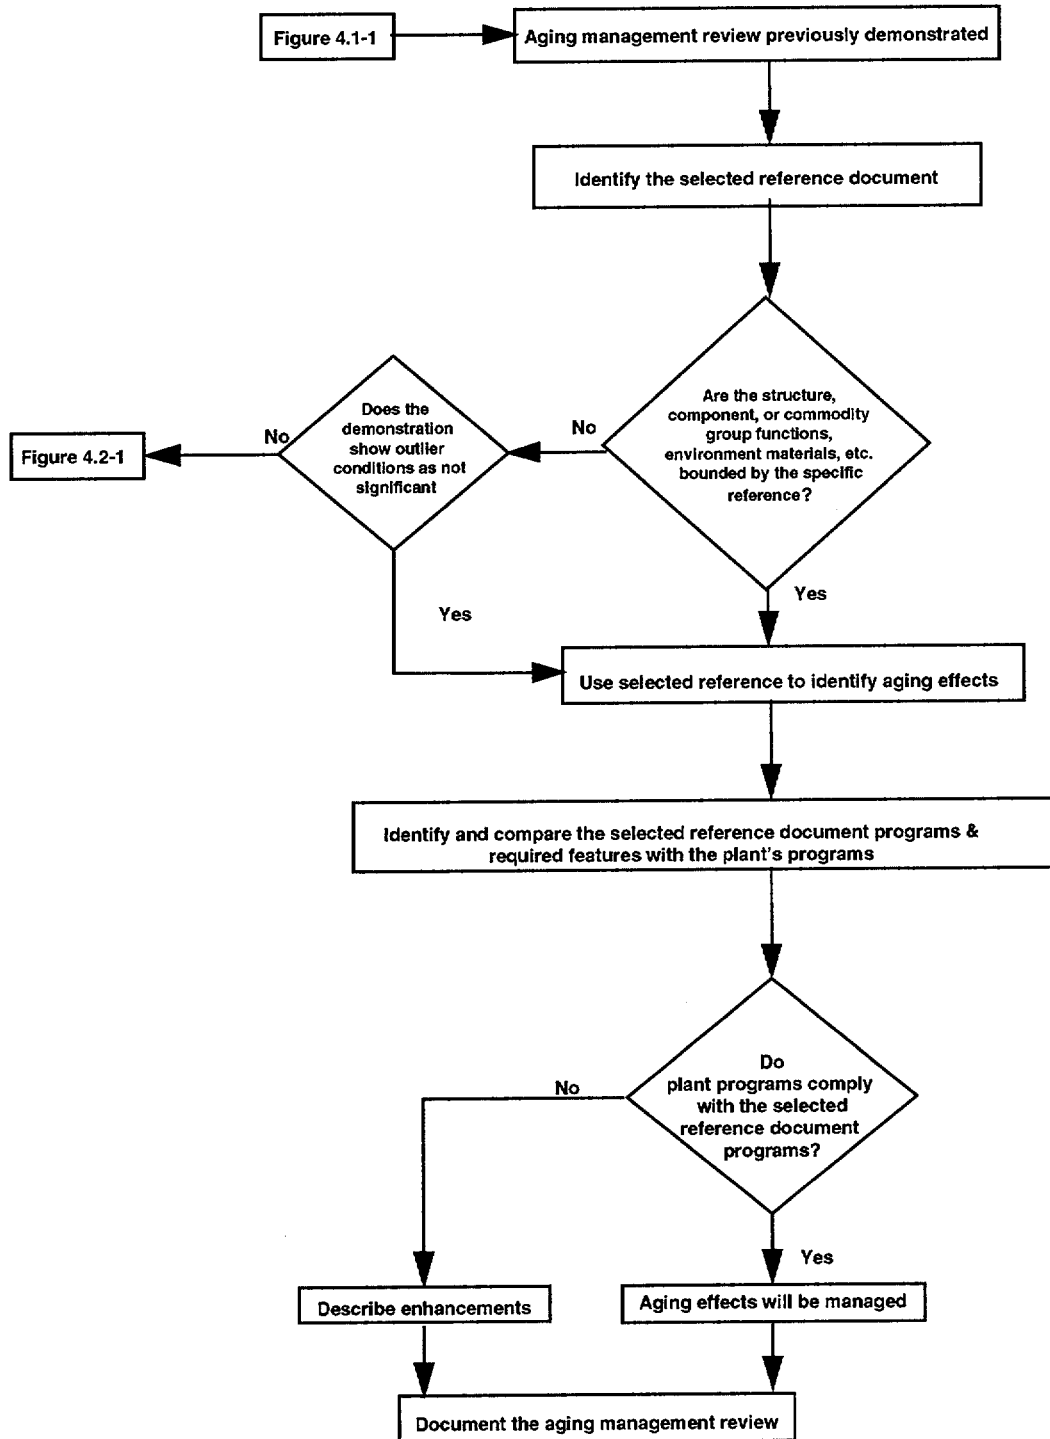 Figure 4.1-1
Aging management review previously demonstrated
Identify the selected reference document
Are the structure,
component, or commodity
group functions,
environment materials, etc.
bounded by the specific
reference?
No
Does the
demonstration
show outlier
conditions as not
significant
No
Figure 4.2-1
Yes
Yes
Use selected reference to identify aging effects
Identify and compare the selected reference document programs &
required features with the plant's programs
Do
plant programs comply
with the selected
reference document
programs?
No
Yes
Describe enhancements
Aging effects will be managed
Document the aging management review